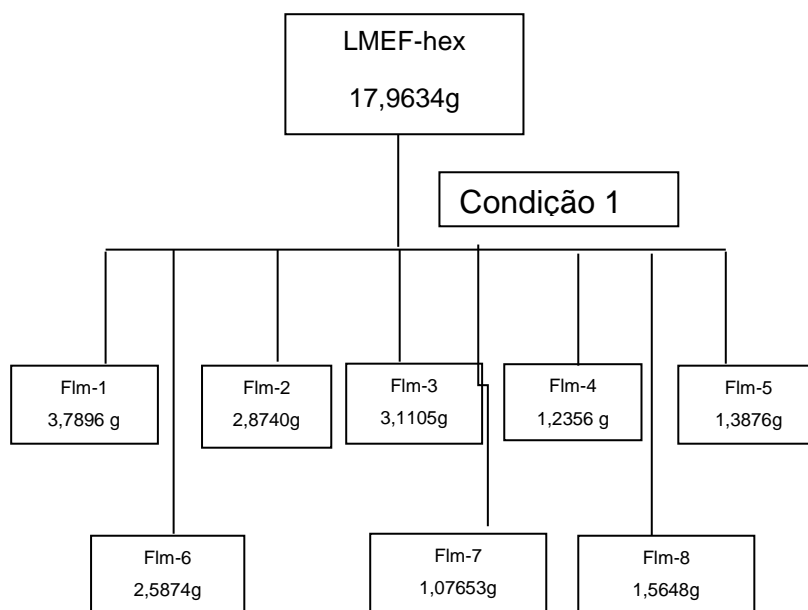 LMEF-hex
17,9634g
Condição 1
Flm-1
3,7896 g
Flm-2
2,8740g
Flm-3
3,1105g
Flm-4
1,2356 g
Flm-5
1,3876g
Flm-6
2,5874g
Flm-7
1,07653g
Flm-8
1,5648g